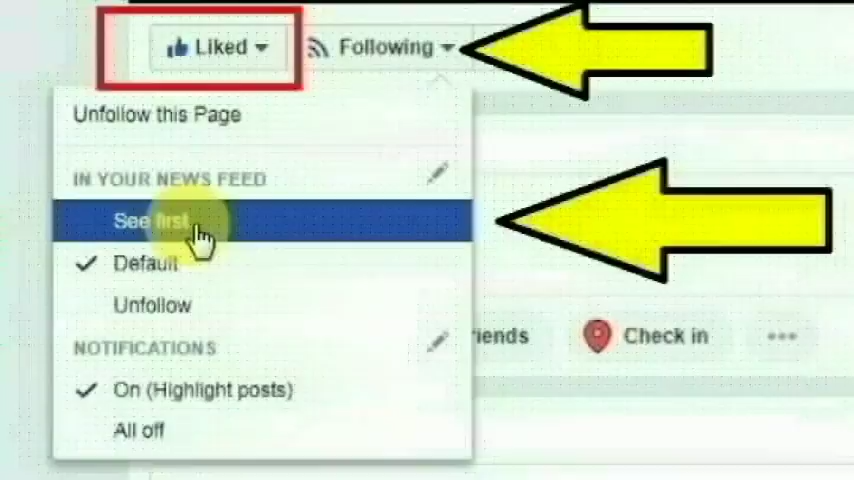 Liked Following
Unfollow this Page
IN YOUR NEWS FEED
See first
Default
Unfollow
NOTIFICATIONS
riends Check in
On (Highlight posts)
All off